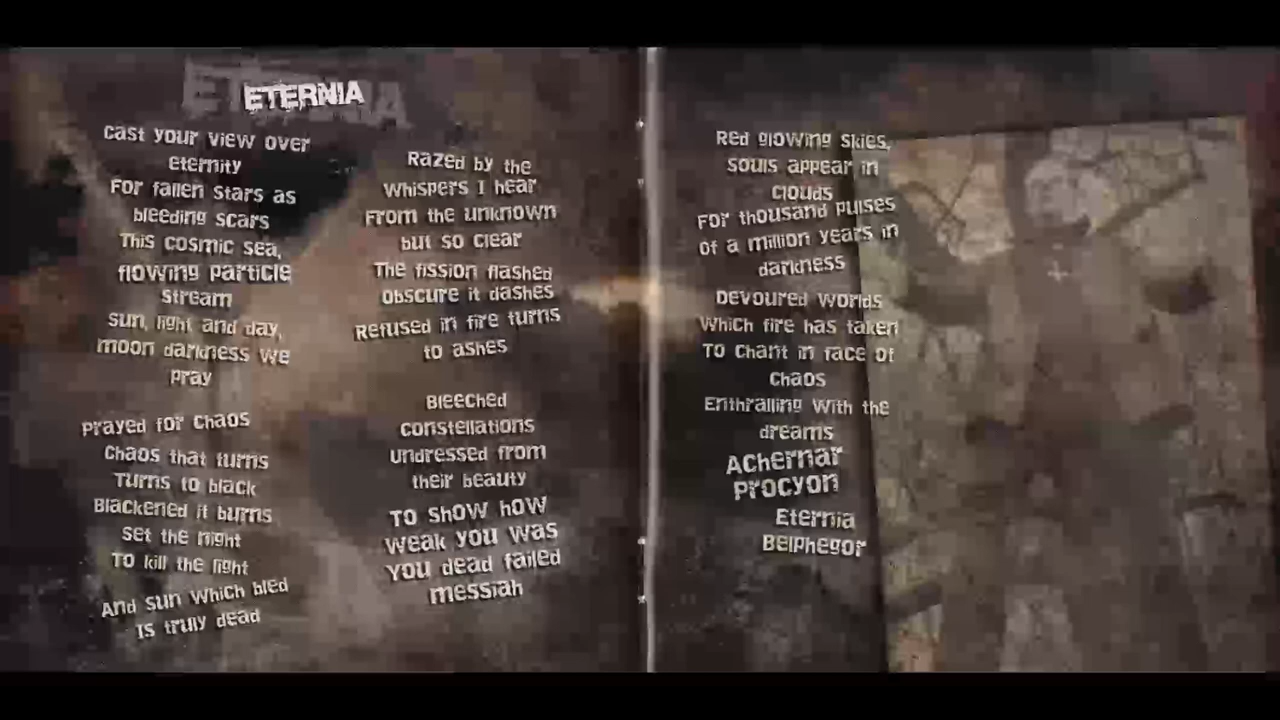 ETERNIA
Cast your view over
eternity
For fallen stars as
bleeding scars
This cosmic sea,
flowing particle
stream
sun, light and day,
moon darkness we
pray
Prayed for chaos
Chaos that turns
Turns to black
Blackened it burns
Set the night
To kill the light
And sun which bled
Is truly dead
Razed by the
whispers I hear
From the unknown
but so clear
The fission flashed
Obscure it dashes
Refused in fire turns
to ashes
Bleeched
constellations
Undressed from
their beauty
To show how
weak you was
You dead failed
messiah
Red glowing skies,
souls appear in
clouds
For thousand pulses
of a million years in
darkness
Devoured worlds
Which fire has taken
To chant in face of
chaos
Enthralling with the
dreams
Achernar
Procyon
Eternia
Belphegor